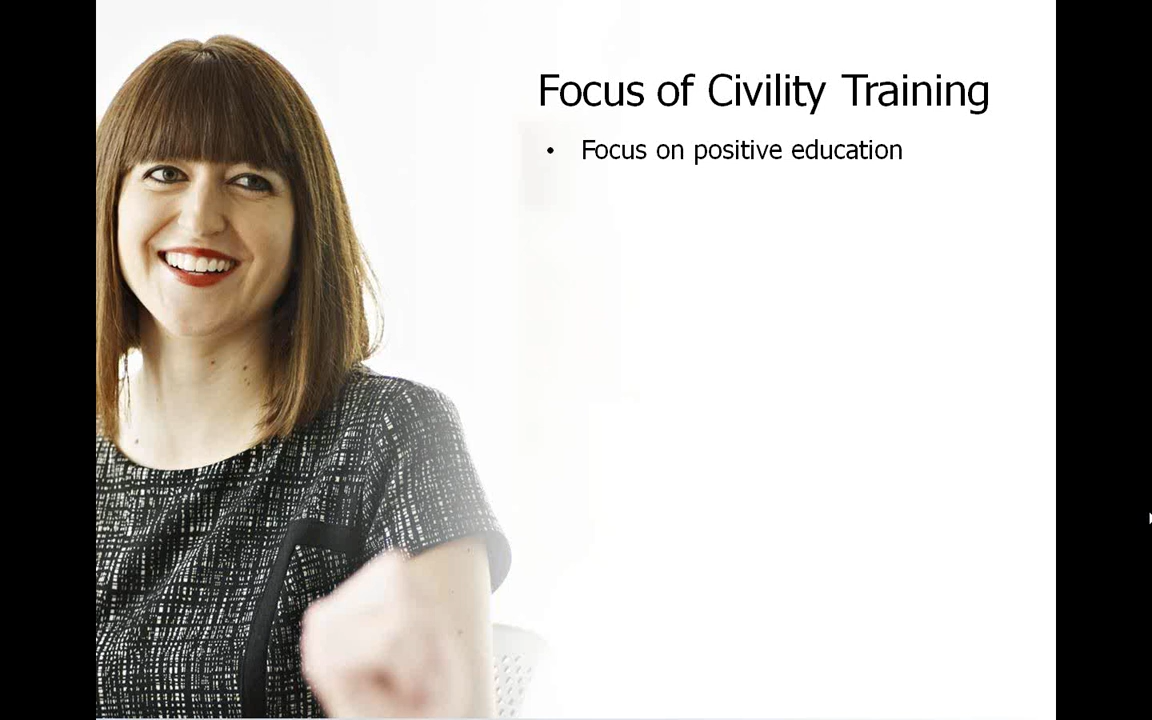 Focus of Civility Training
• Focus on positive education